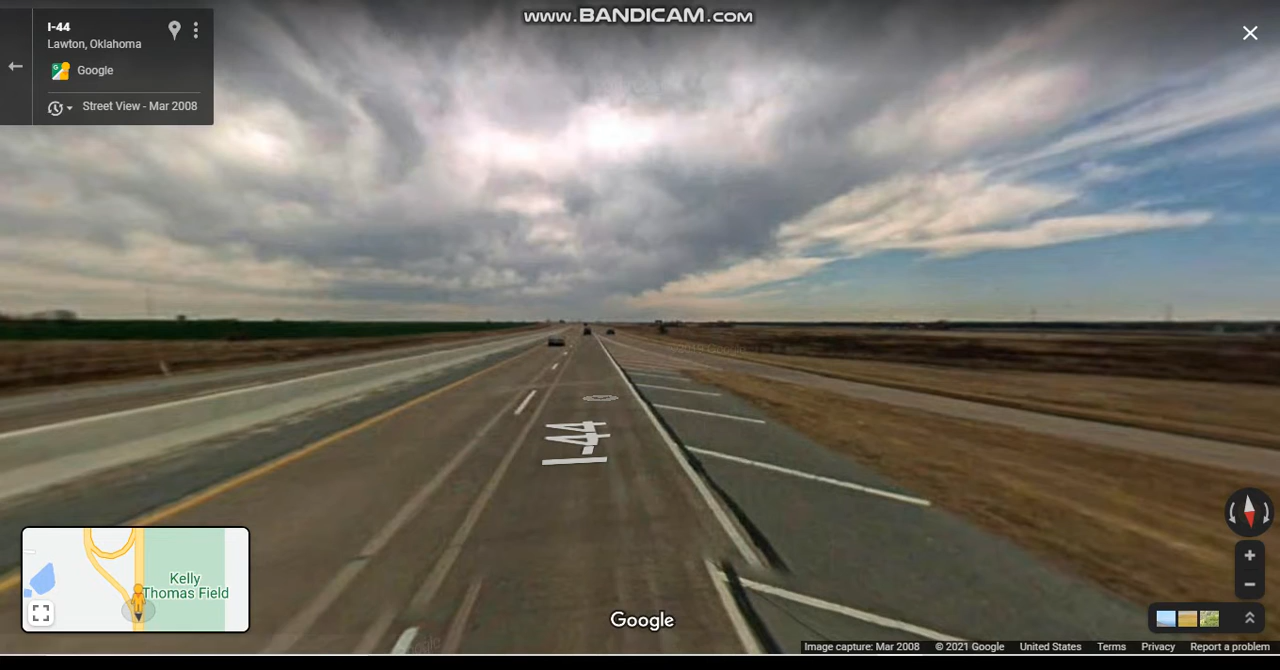 www.BANDICAM.com
I-44
Lawton, Oklahoma
Google
Street View - Mar 2008
I-44
Kelly
Thomas Field
Google
Image capture: Mar 2008 © 2021 Google United States Terms Privacy Report a problem